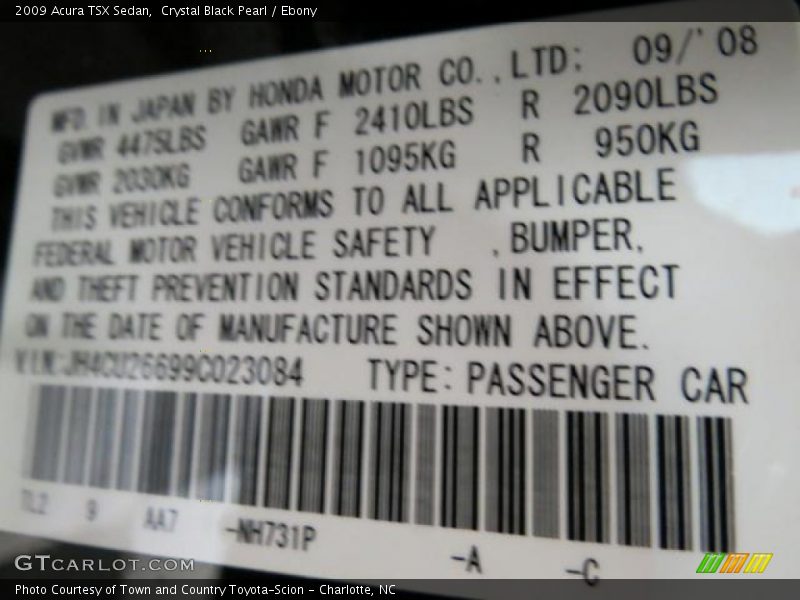 2009 Acura TSX Sedan, Crystal Black Pearl / Ebony
MFD. IN JAPAN BY HONDA MOTOR CO., LTD: 09/'08
GVWR 4475LBS GAWR F 2410LBS R 2090LBS
GVWR 2030KG GAWR F 1095KG R 950KG
THIS VEHICLE CONFORMS TO ALL APPLICABLE
FEDERAL MOTOR VEHICLE SAFETY , BUMPER,
AND THEFT PREVENTION STANDARDS IN EFFECT
ON THE DATE OF MANUFACTURE SHOWN ABOVE.
VIN:JH4CU26699C023084 TYPE: PASSENGER CAR
TL2 9 AA7 -NH731P -A -C
GTCARLOT.COM
Photo Courtesy of Town and Country Toyota-Scion - Charlotte, NC